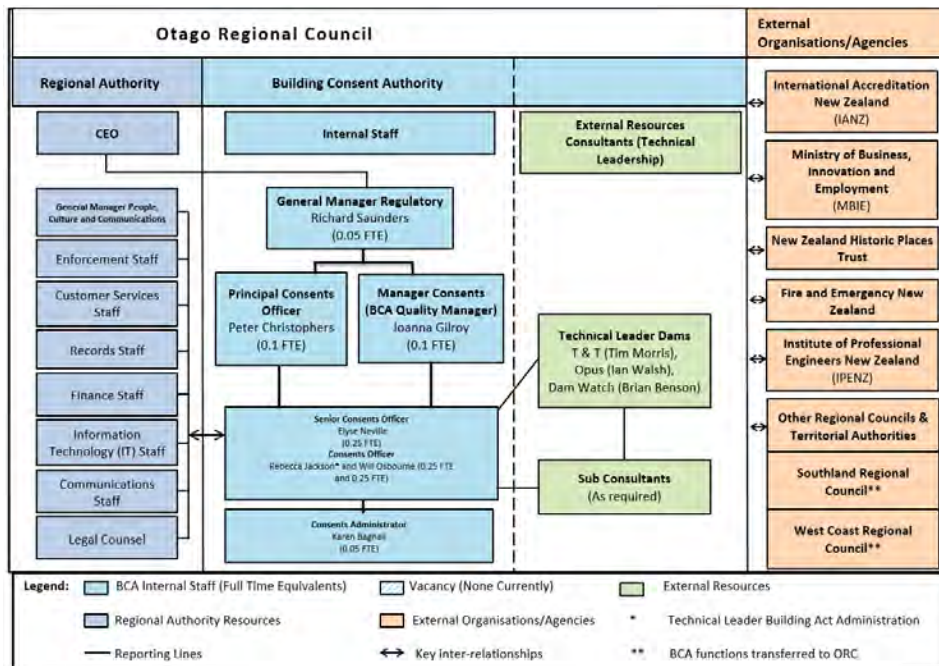 Otago Regional Council
External
Organisations/Agencies
Regional Authority
Building Consent Authority
CEO
Internal Staff
External Resources
Consultants (Technical
Leadership)
General Manager People,
Culture and Communications
Enforcement Staff
Customer Services
Staff
Records Staff
Finance Staff
Information
Technology (IT) Staff
Communications
Staff
Legal Counsel
General Manager Regulatory
Richard Saunders
(0.05 FTE)
Principal Consents
Officer
Peter Christophers
(0.1 FTE)
Manager Consents
(BCA Quality Manager)
Joanna Gilroy
(0.1 FTE)
Senior Consents Officer
Elyse Neville
(0.25 FTE)
Consents Officer
Rebecca Jackson* and Will Osbourne (0.25 FTE
and 0.25 FTE)
Consents Administrator
Karen Bagnall
(0.05 FTE)
Technical Leader Dams
T & T (Tim Morris),
Opus (Ian Walsh),
Dam Watch (Brian Benson)
Sub Consultants
(As required)
International Accreditation
New Zealand
(IANZ)
Ministry of Business,
Innovation and
Employment
(MBIE)
New Zealand Historic Places
Trust
Fire and Emergency New
Zealand
Institute of Professional
Engineers New Zealand
(IPENZ)
Other Regional Councils &
Territorial Authorities
Southland Regional
Council**
West Coast Regional
Council**
Legend:
BCA Internal Staff (Full Time Equivalents)
Vacancy (None Currently)
External Resources
Regional Authority Resources
External Organisations/Agencies
* Technical Leader Building Act Administration
Reporting Lines
Key inter-relationships
** BCA functions transferred to ORC